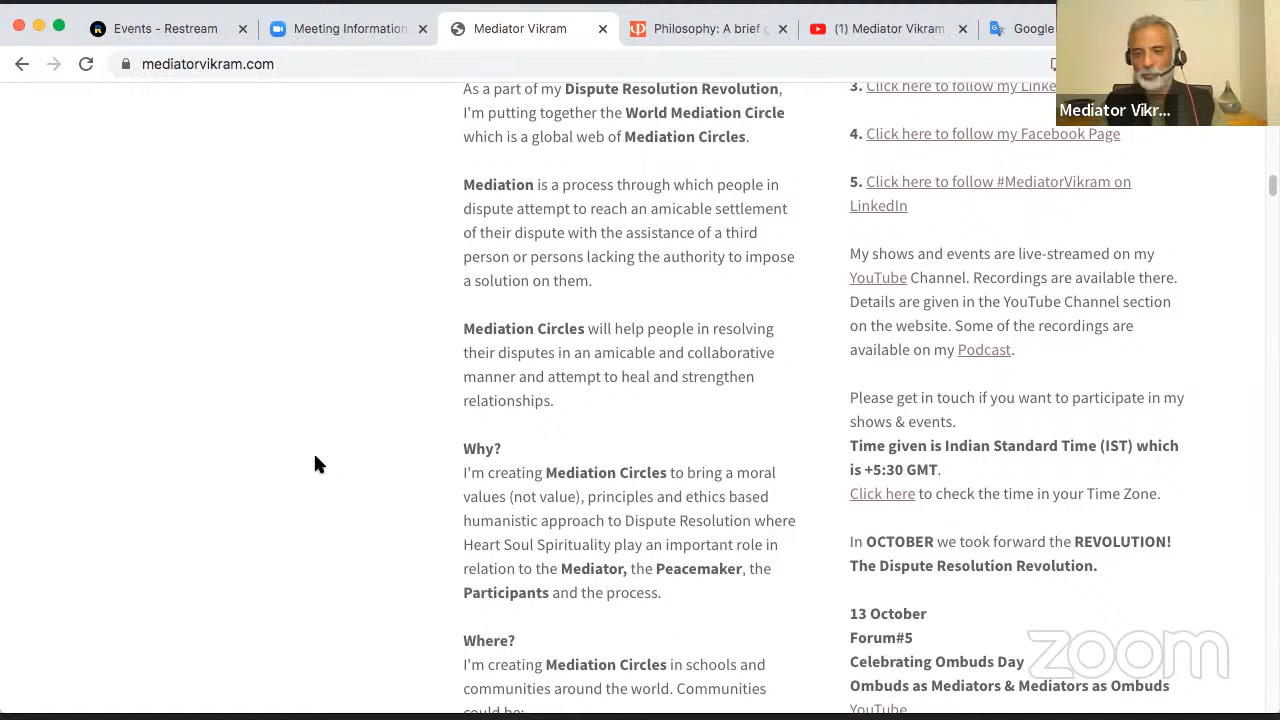 Events - Restream
Meeting Information
Mediator Vikram
Philosophy: A brief
(1) Mediator Vikram
Google
mediatorvikram.com
Mediator Vikr...
As a part of my Dispute Resolution Revolution,
I'm putting together the World Mediation Circle
which is a global web of Mediation Circles.
Mediation is a process through which people in
dispute attempt to reach an amicable settlement
of their dispute with the assistance of a third
person or persons lacking the authority to impose
a solution on them.
Mediation Circles will help people in resolving
their disputes in an amicable and collaborative
manner and attempt to heal and strengthen
relationships.
Why?
I'm creating Mediation Circles to bring a moral
values (not value), principles and ethics based
humanistic approach to Dispute Resolution where
Heart Soul Spirituality play an important role in
relation to the Mediator, the Peacemaker, the
Participants and the process.
Where?
I'm creating Mediation Circles in schools and
communities around the world. Communities
could be:
3. Click here to follow my Linke
4. Click here to follow my Facebook Page
5. Click here to follow #MediatorVikram on
LinkedIn
My shows and events are live-streamed on my
YouTube Channel. Recordings are available there.
Details are given in the YouTube Channel section
on the website. Some of the recordings are
available on my Podcast.
Please get in touch if you want to participate in my
shows & events.
Time given is Indian Standard Time (IST) which
is +5:30 GMT.
Click here to check the time in your Time Zone.
In OCTOBER we took forward the REVOLUTION!
The Dispute Resolution Revolution.
13 October
Forum#5
Celebrating Ombuds Day
Ombuds as Mediators & Mediators as Ombuds
YouTube
zoom